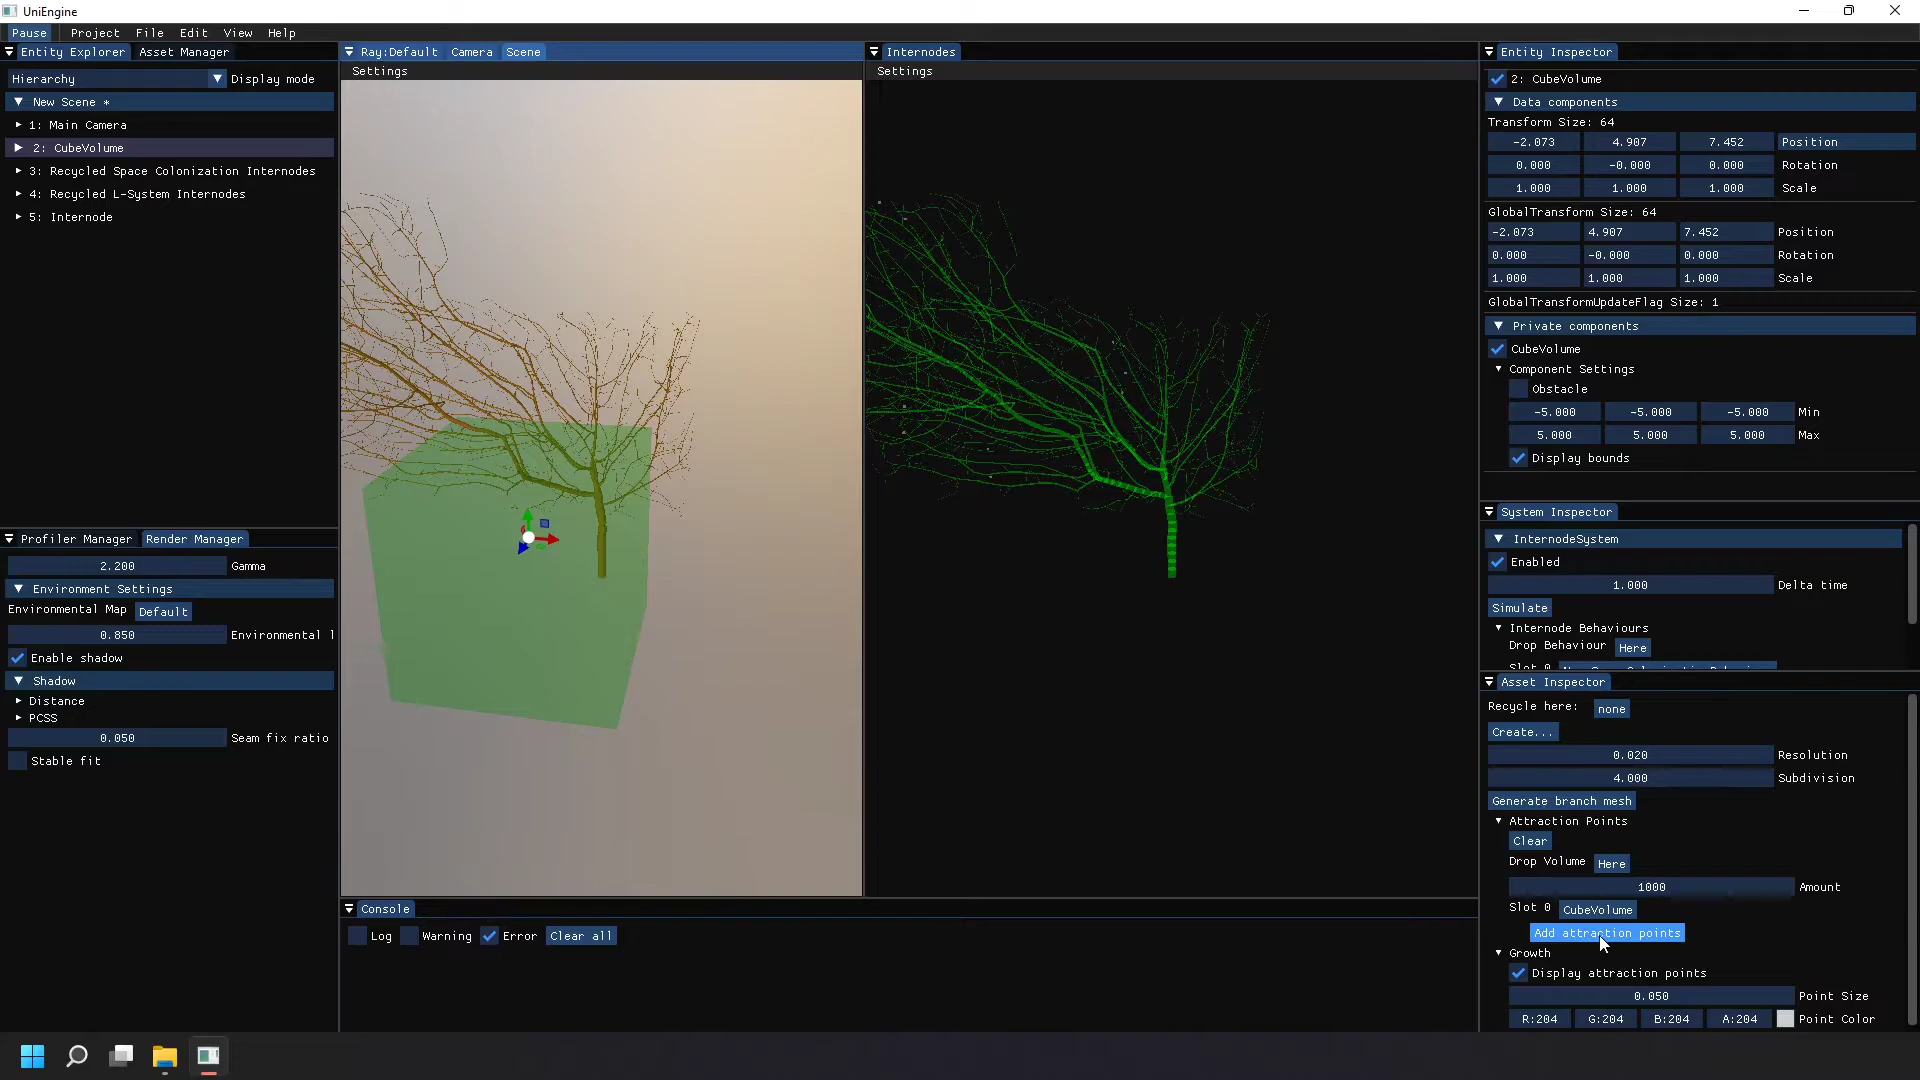 UniEngine
Pause Project File Edit View Help
Entity Explorer Asset Manager
Hierarchy Display mode
New Scene *
1: Main Camera
2: CubeVolume
3: Recycled Space Colonization Internodes
4: Recycled L-System Internodes
5: Internode
Profiler Manager Render Manager
2.200 Gamma
Environment Settings
Environmental Map Default
0.850 Environmental l
Enable shadow
Shadow
Distance
PCSS
0.050 Seam fix ratio
Stable fit
Ray:Default Camera Scene
Settings
Internodes
Settings
Console
Log Warning Error Clear all
Entity Inspector
2: CubeVolume
Data components
Transform Size: 64
-2.073 4.907 7.452 Position
0.000 -0.000 0.000 Rotation
1.000 1.000 1.000 Scale
GlobalTransform Size: 64
-2.073 4.907 7.452 Position
0.000 -0.000 0.000 Rotation
1.000 1.000 1.000 Scale
GlobalTransformUpdateFlag Size: 1
Private components
CubeVolume
Component Settings
Obstacle
-5.000 -5.000 -5.000 Min
5.000 5.000 5.000 Max
Display bounds
System Inspector
InternodeSystem
Enabled
1.000 Delta time
Simulate
Internode Behaviours
Drop Behaviour Here
Slot 0
Asset Inspector
Recycle here: none
Create...
0.020 Resolution
4.000 Subdivision
Generate branch mesh
Attraction Points
Clear
Drop Volume Here
1000 Amount
Slot 0 CubeVolume
Add attraction points
Growth
Display attraction points
0.050 Point Size
R:204 G:204 B:204 A:204 Point Color